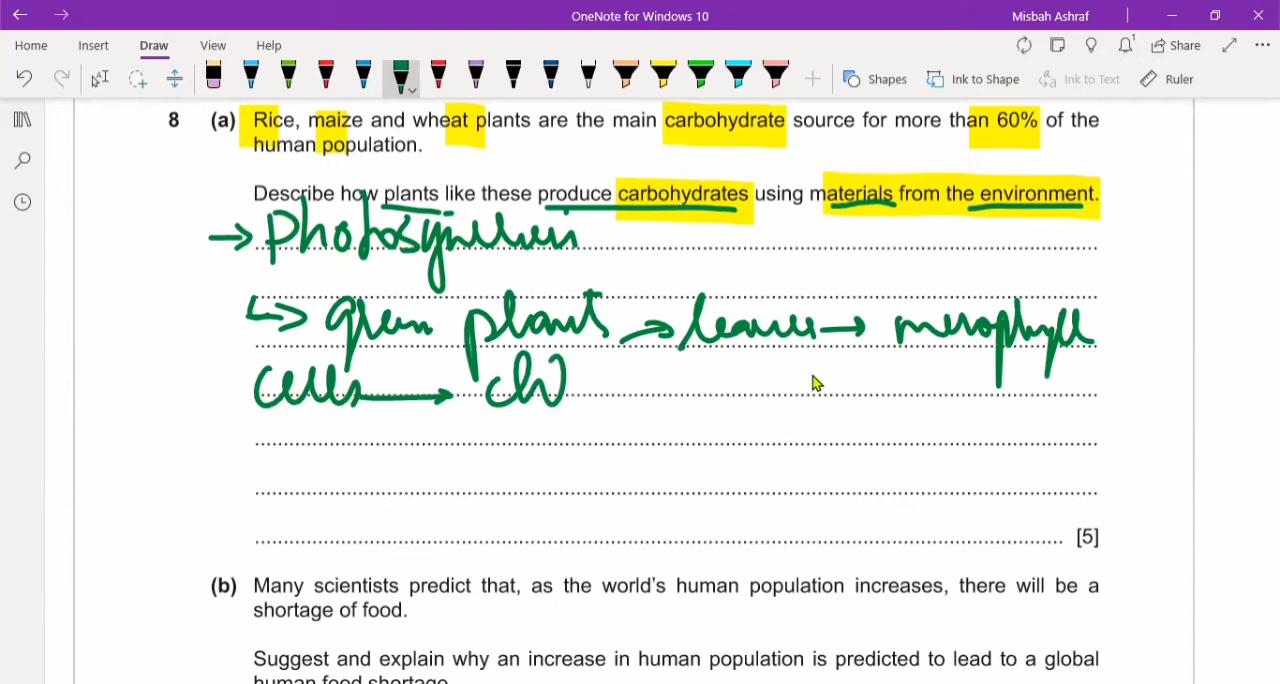 OneNote for Windows 10
Misbah Ashraf
Home Insert Draw View Help
Share
Shapes Ink to Shape Ink to Text Ruler
8 (a) Rice, maize and wheat plants are the main carbohydrate source for more than 60% of the
human population.
Describe how plants like these produce carbohydrates using materials from the environment.
→ Photosynthesis
↳ green plants → leaves → mesophyll
cells → chl
[5]
(b) Many scientists predict that, as the world's human population increases, there will be a
shortage of food.
Suggest and explain why an increase in human population is predicted to lead to a global
human food shortage.